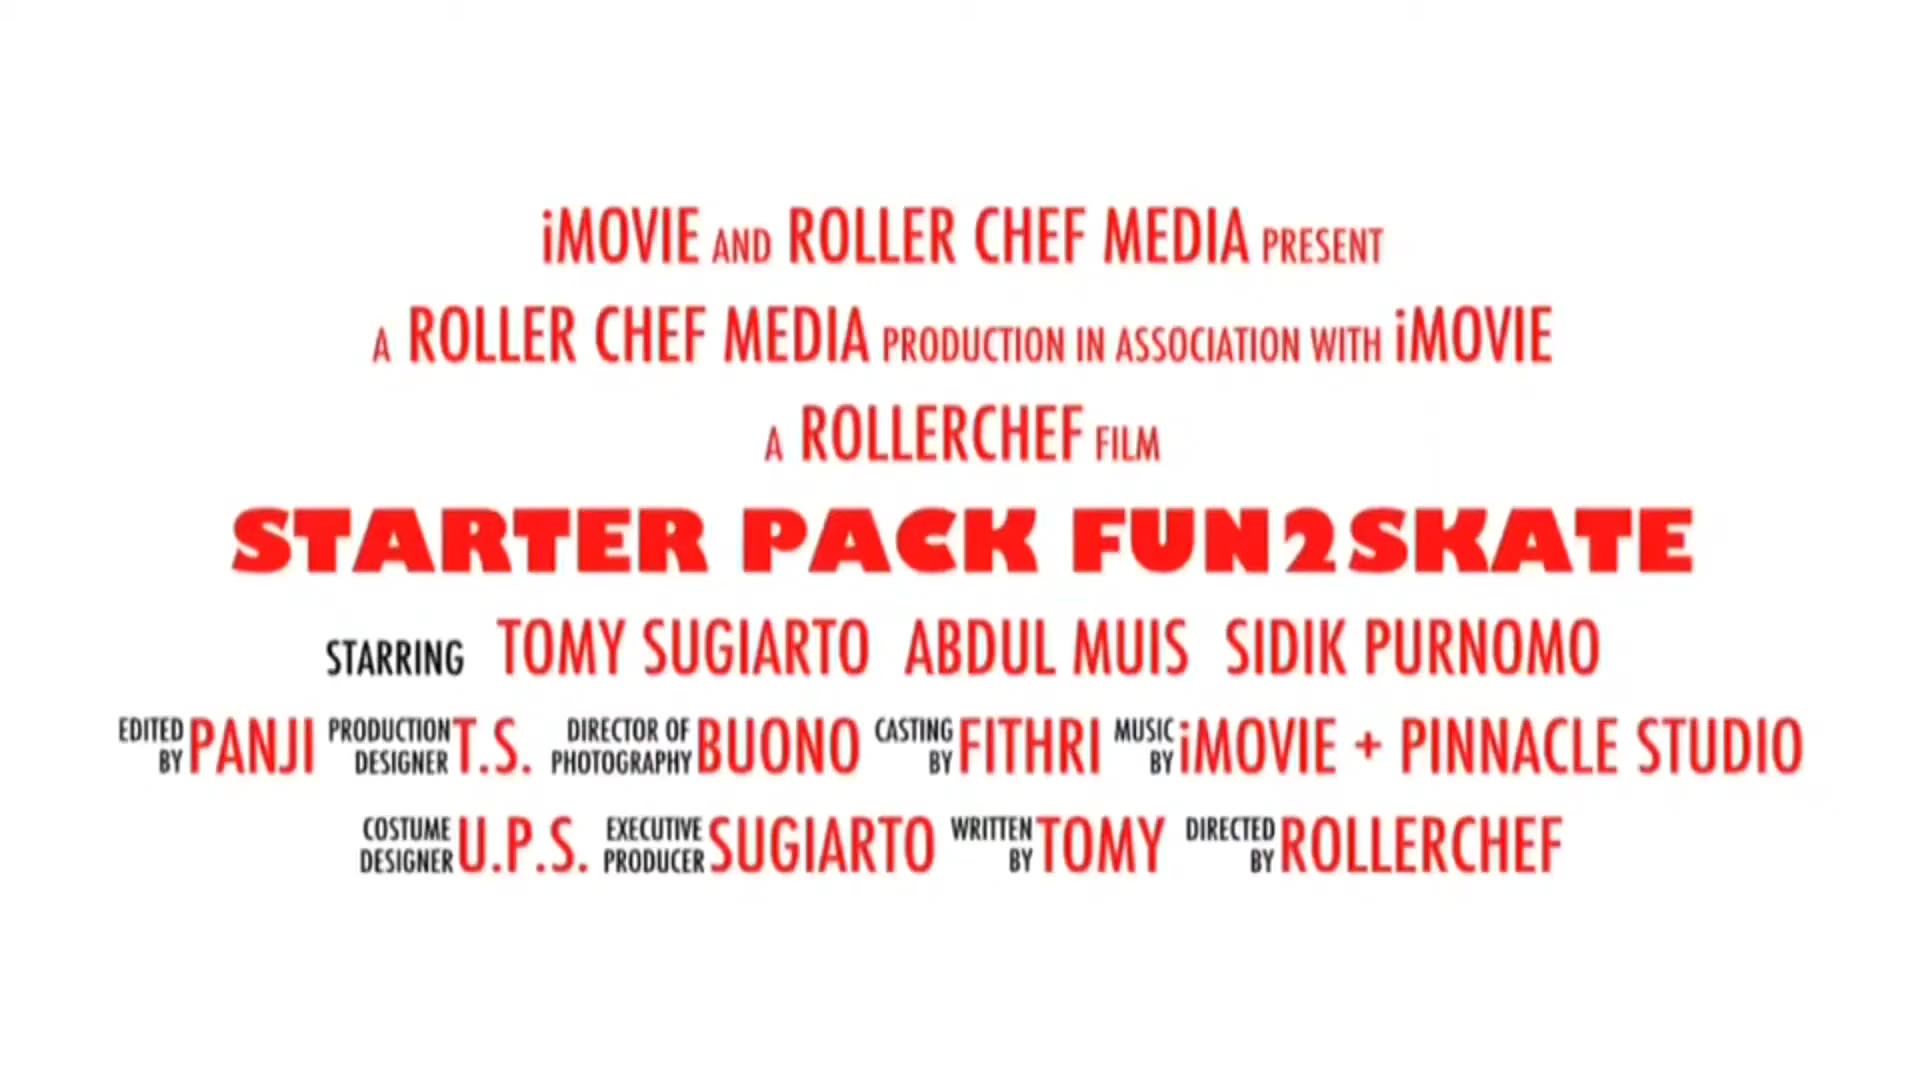 iMOVIE AND ROLLER CHEF MEDIA PRESENT
A ROLLER CHEF MEDIA PRODUCTION IN ASSOCIATION WITH iMOVIE
A ROLLERCHEF FILM
STARTER PACK FUN2SKATE
STARRING TOMY SUGIARTO ABDUL MUIS SIDIK PURNOMO
EDITED BY PANJI PRODUCTION DESIGNER T.S. DIRECTOR OF PHOTOGRAPHY BUONO CASTING BY FITHRI MUSIC BY iMOVIE + PINNACLE STUDIO
COSTUME DESIGNER U.P.S. EXECUTIVE PRODUCER SUGIARTO WRITTEN BY TOMY DIRECTED BY ROLLERCHEF